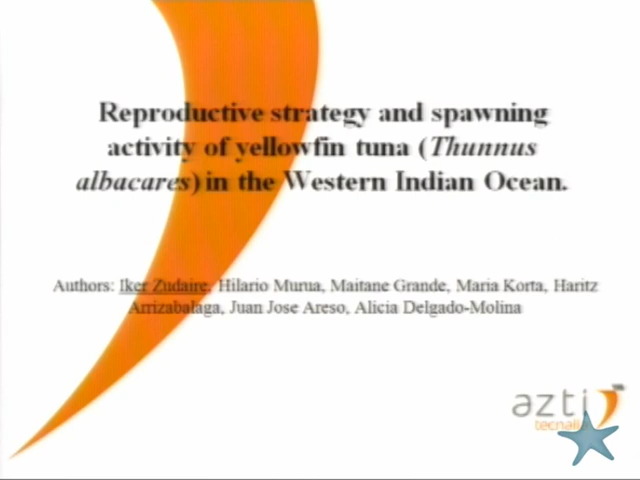 Reproductive strategy and spawning
activity of yellowfin tuna (Thunnus
albacares) in the Western Indian Ocean.
Authors: Iker Zudaire, Hilario Murua, Maitane Grande, Maria Korta, Haritz
Arrizabalaga, Juan Jose Areso, Alicia Delgado-Molina
azti
tecnalia